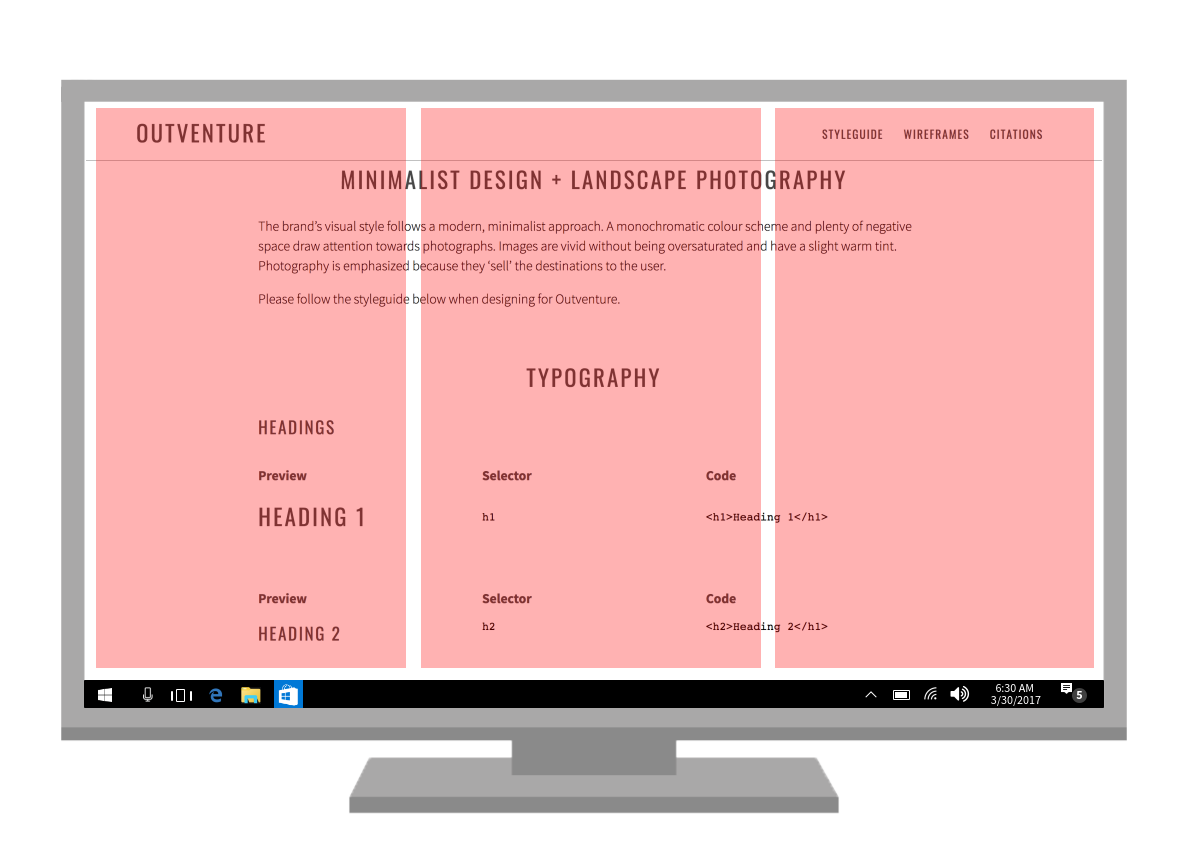 OUTVENTURE
STYLEGUIDE WIREFRAMES CITATIONS
MINIMALIST DESIGN + LANDSCAPE PHOTOGRAPHY
The brand’s visual style follows a modern, minimalist approach. A monochromatic colour scheme and plenty of negative
space draw attention towards photographs. Images are vivid without being oversaturated and have a slight warm tint.
Photography is emphasized because they ‘sell’ the destinations to the user.
Please follow the styleguide below when designing for Outventure.
TYPOGRAPHY
HEADINGS
Preview Selector Code
HEADING 1 h1 <h1>Heading 1</h1>
Preview Selector Code
HEADING 2 h2 <h2>Heading 2</h1>
6:30 AM
3/30/2017
5